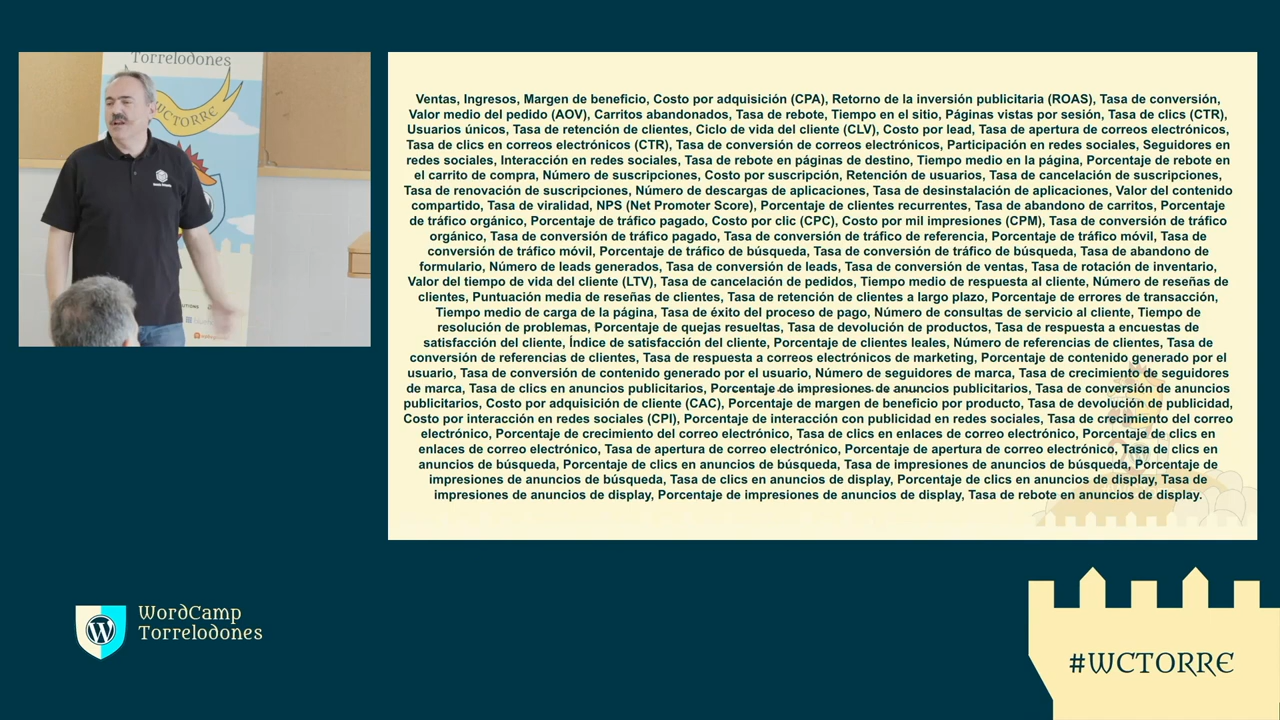 Torrelodones
WCTORRE
Ventas, Ingresos, Margen de beneficio, Costo por adquisición (CPA), Retorno de la inversión publicitaria (ROAS), Tasa de conversión,
Valor medio del pedido (AOV), Carritos abandonados, Tasa de rebote, Tiempo en el sitio, Páginas vistas por sesión, Tasa de clics (CTR),
Usuarios únicos, Tasa de retención de clientes, Ciclo de vida del cliente (CLV), Costo por lead, Tasa de apertura de correos electrónicos,
Tasa de clics en correos electrónicos (CTR), Tasa de conversión de correos electrónicos, Participación en redes sociales, Seguidores en
redes sociales, Interacción en redes sociales, Tasa de rebote en páginas de destino, Tiempo medio en la página, Porcentaje de rebote en
el carrito de compra, Número de suscripciones, Costo por suscripción, Retención de usuarios, Tasa de cancelación de suscripciones,
Tasa de renovación de suscripciones, Número de descargas de aplicaciones, Tasa de desinstalación de aplicaciones, Valor del contenido
compartido, Tasa de viralidad, NPS (Net Promoter Score), Porcentaje de clientes recurrentes, Tasa de abandono de carritos, Porcentaje
de tráfico orgánico, Porcentaje de tráfico pagado, Costo por clic (CPC), Costo por mil impresiones (CPM), Tasa de conversión de tráfico
orgánico, Tasa de conversión de tráfico pagado, Tasa de conversión de tráfico de referencia, Porcentaje de tráfico móvil, Tasa de
conversión de tráfico móvil, Porcentaje de tráfico de búsqueda, Tasa de conversión de tráfico de búsqueda, Tasa de abandono de
formulario, Número de leads generados, Tasa de conversión de leads, Tasa de conversión de ventas, Tasa de rotación de inventario,
Valor del tiempo de vida del cliente (LTV), Tasa de cancelación de pedidos, Tiempo medio de respuesta al cliente, Número de reseñas de
clientes, Puntuación media de reseñas de clientes, Tasa de retención de clientes a largo plazo, Porcentaje de errores de transacción,
Tiempo medio de carga de la página, Tasa de éxito del proceso de pago, Número de consultas de servicio al cliente, Tiempo de
resolución de problemas, Porcentaje de quejas resueltas, Tasa de devolución de productos, Tasa de respuesta a encuestas de
satisfacción del cliente, Índice de satisfacción del cliente, Porcentaje de clientes leales, Número de referencias de clientes, Tasa de
conversión de referencias de clientes, Tasa de respuesta a correos electrónicos de marketing, Porcentaje de contenido generado por el
usuario, Tasa de conversión de contenido generado por el usuario, Número de seguidores de marca, Tasa de crecimiento de seguidores
de marca, Tasa de clics en anuncios publicitarios, Porcentaje de impresiones de anuncios publicitarios, Tasa de conversión de anuncios
publicitarios, Costo por adquisición de cliente (CAC), Porcentaje de margen de beneficio por producto, Tasa de devolución de publicidad,
Costo por interacción en redes sociales (CPI), Porcentaje de interacción con publicidad en redes sociales, Tasa de crecimiento del correo
electrónico, Porcentaje de crecimiento del correo electrónico, Tasa de clics en enlaces de correo electrónico, Porcentaje de clics en
enlaces de correo electrónico, Tasa de apertura de correo electrónico, Porcentaje de apertura de correo electrónico, Tasa de clics en
anuncios de búsqueda, Porcentaje de clics en anuncios de búsqueda, Tasa de impresiones de anuncios de búsqueda, Porcentaje de
impresiones de anuncios de búsqueda, Tasa de clics en anuncios de display, Porcentaje de clics en anuncios de display, Tasa de
impresiones de anuncios de display, Porcentaje de impresiones de anuncios de display, Tasa de rebote en anuncios de display.
WordCamp
Torrelodones
#WCTORRE